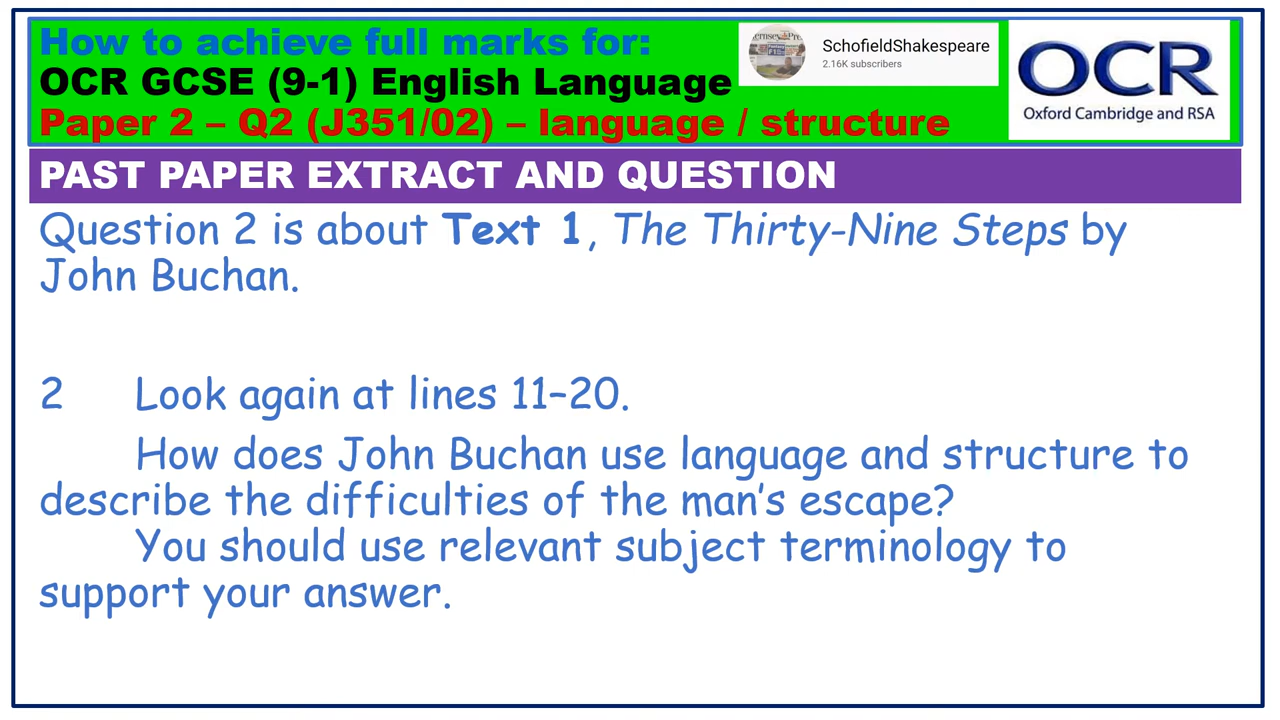 How to achieve full marks for:
OCR GCSE (9-1) English Language
Paper 2 – Q2 (J351/02) – language / structure
SchofieldShakespeare
2.16K subscribers
OCR
Oxford Cambridge and RSA
PAST PAPER EXTRACT AND QUESTION
Question 2 is about Text 1, The Thirty-Nine Steps by
John Buchan.
2 Look again at lines 11–20.
How does John Buchan use language and structure to
describe the difficulties of the man’s escape?
You should use relevant subject terminology to
support your answer.